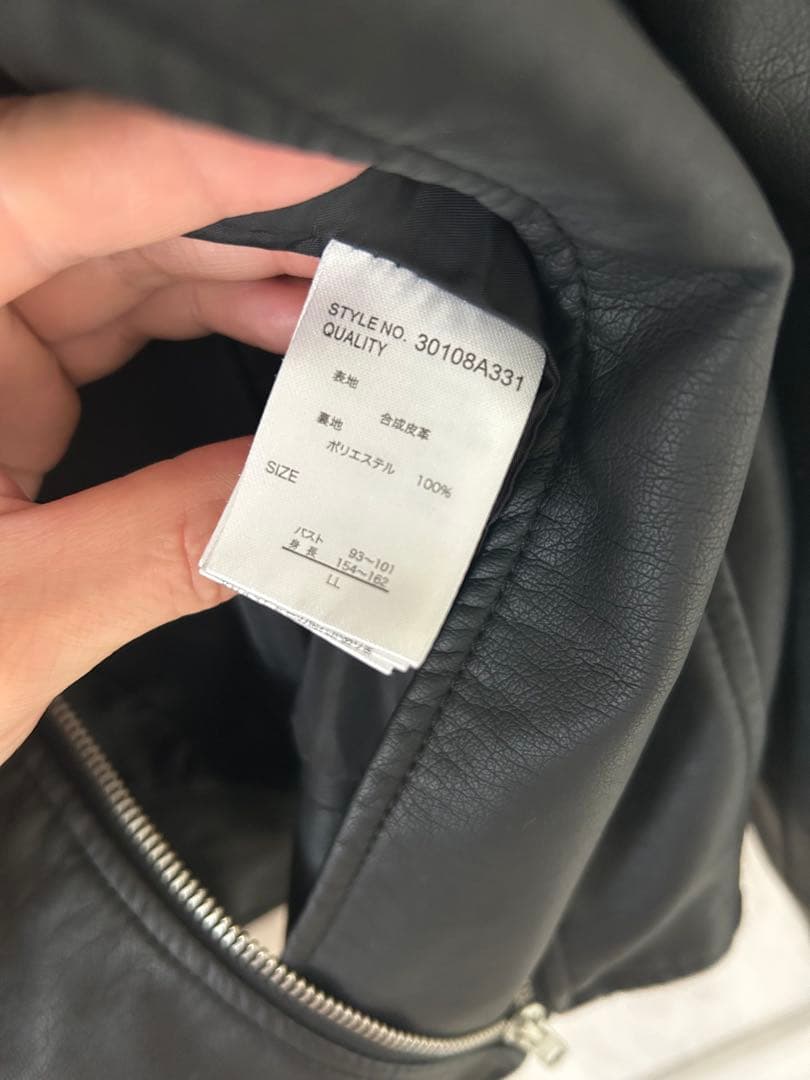 STYLE NO. 30108A331
QUALITY
表地
合成皮革
裏地
ポリエステル 100%
SIZE
バスト 93~101
身長 154~162
LL